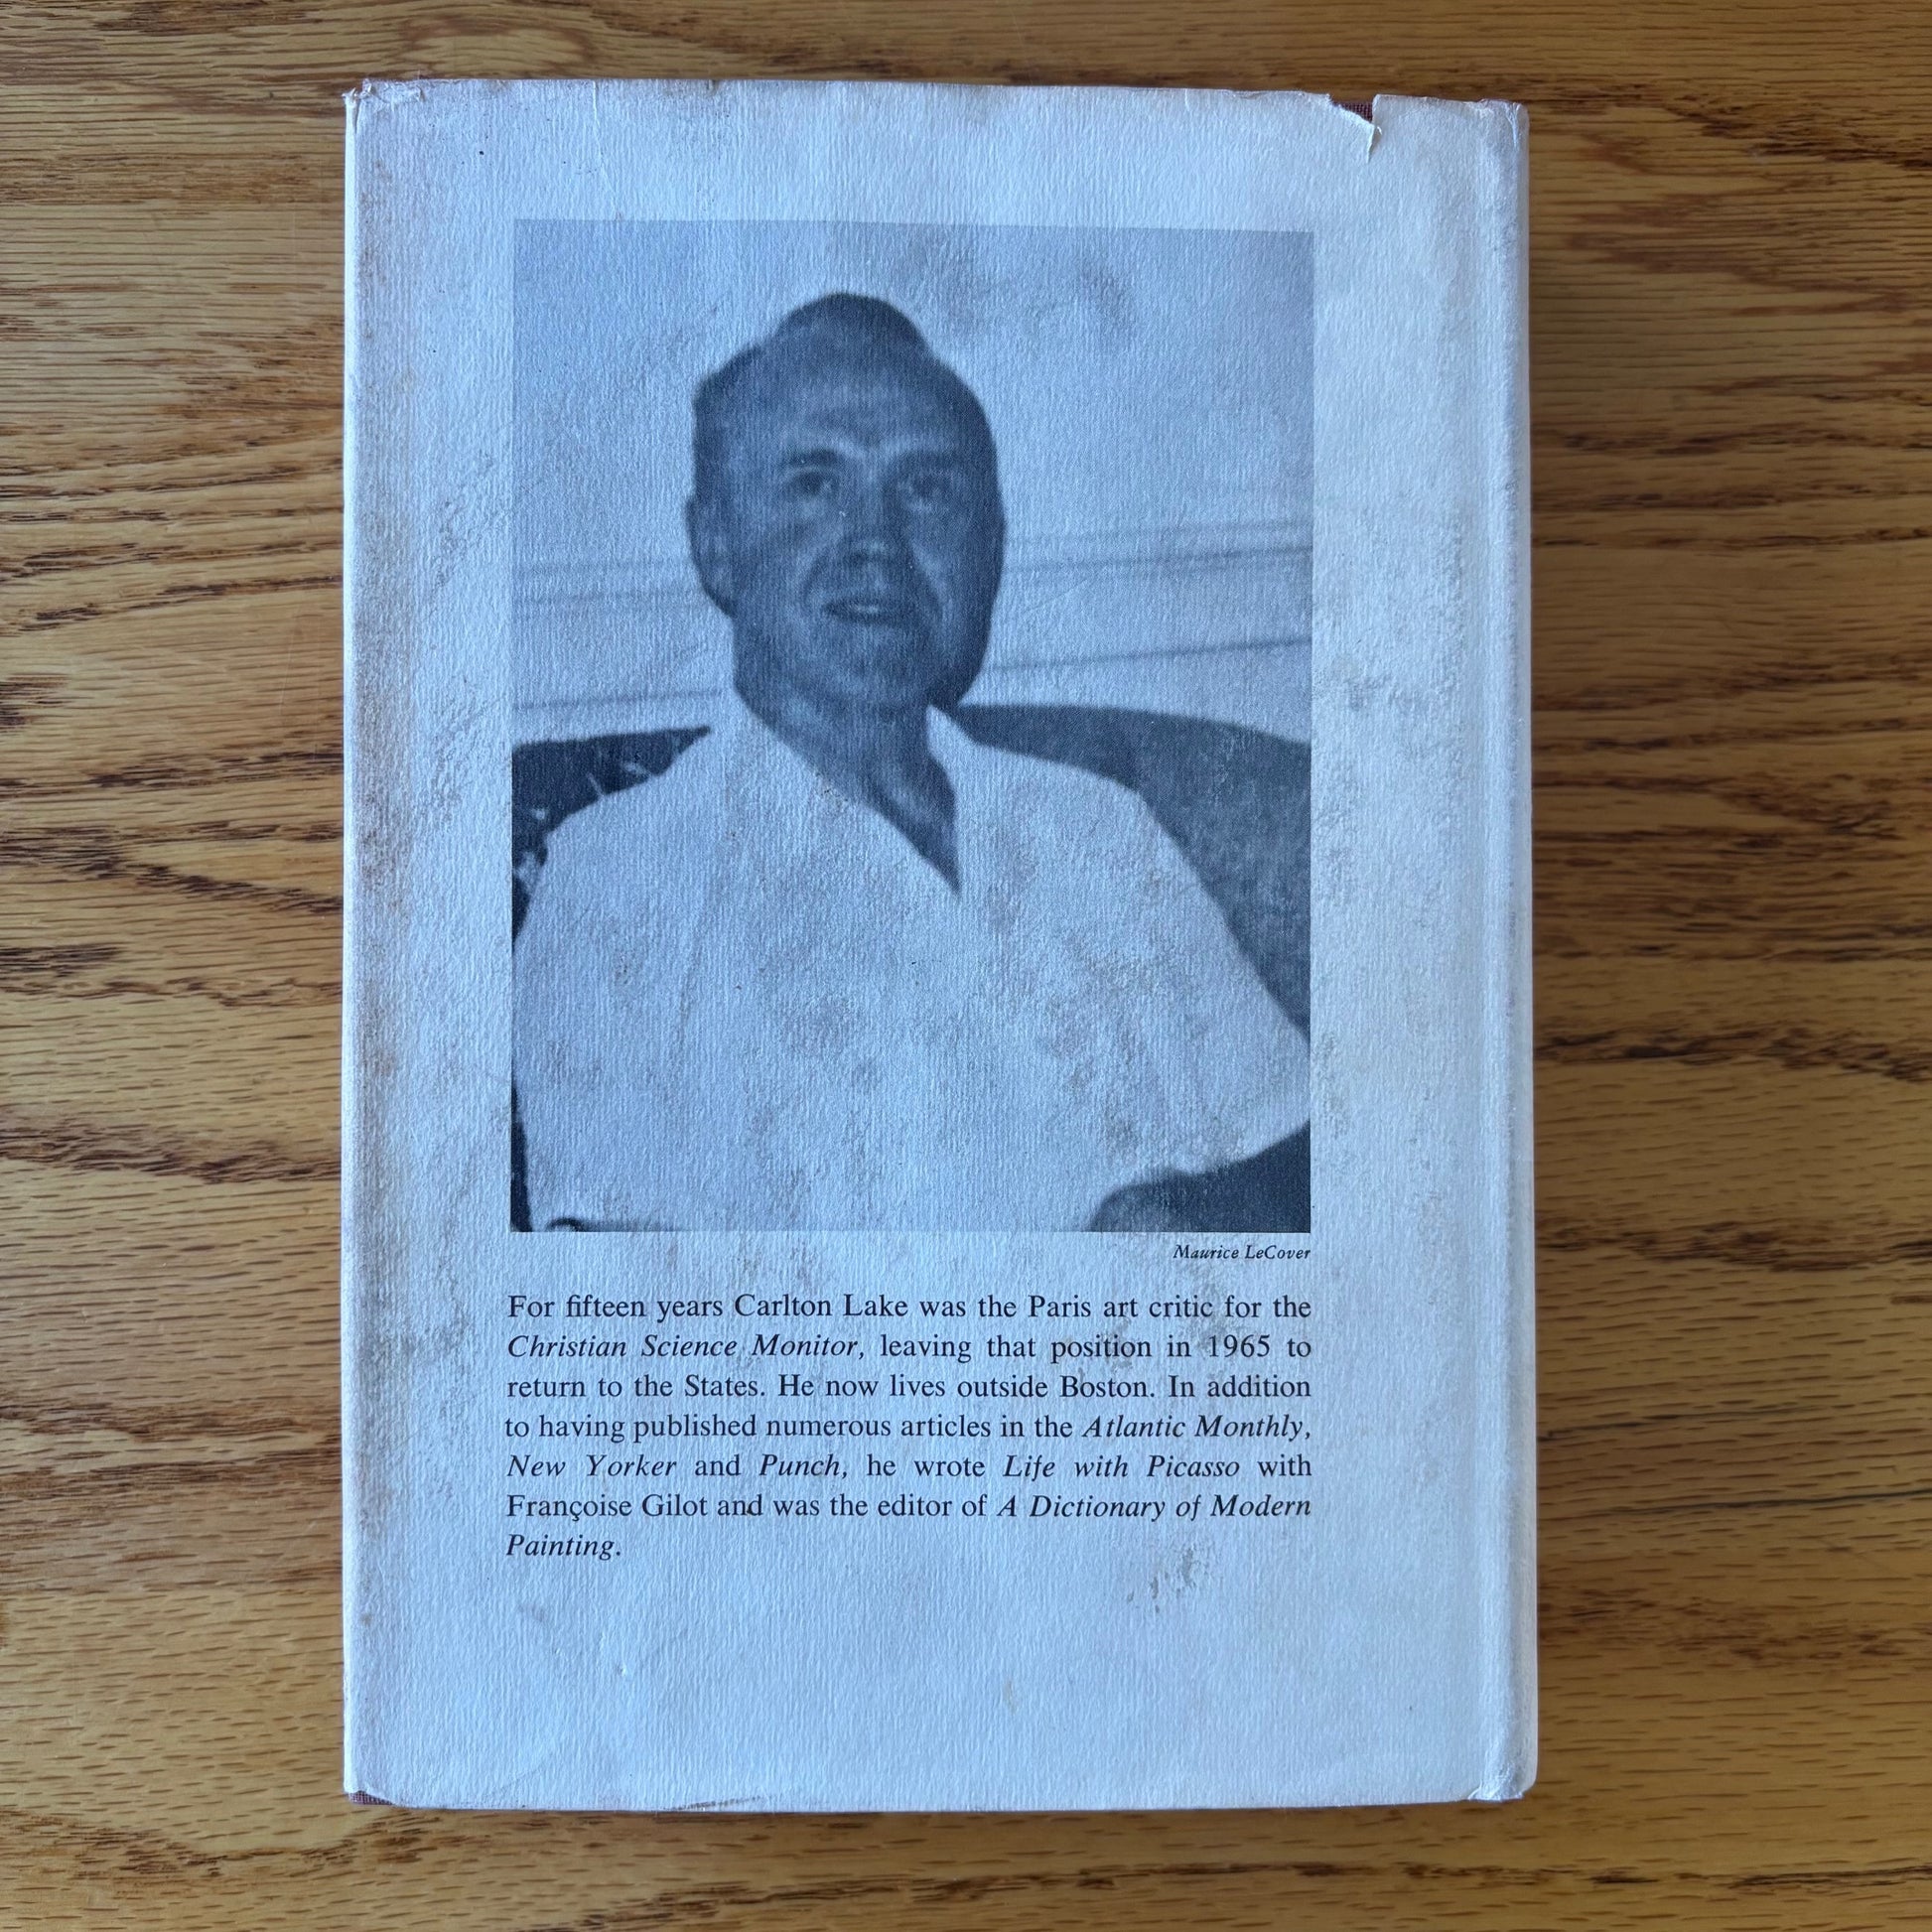 Maurice LeCover
For fifteen years Carlton Lake was the Paris art critic for the
Christian Science Monitor, leaving that position in 1965 to
return to the States. He now lives outside Boston. In addition
to having published numerous articles in the Atlantic Monthly,
New Yorker and Punch, he wrote Life with Picasso with
Françoise Gilot and was the editor of A Dictionary of Modern
Painting.